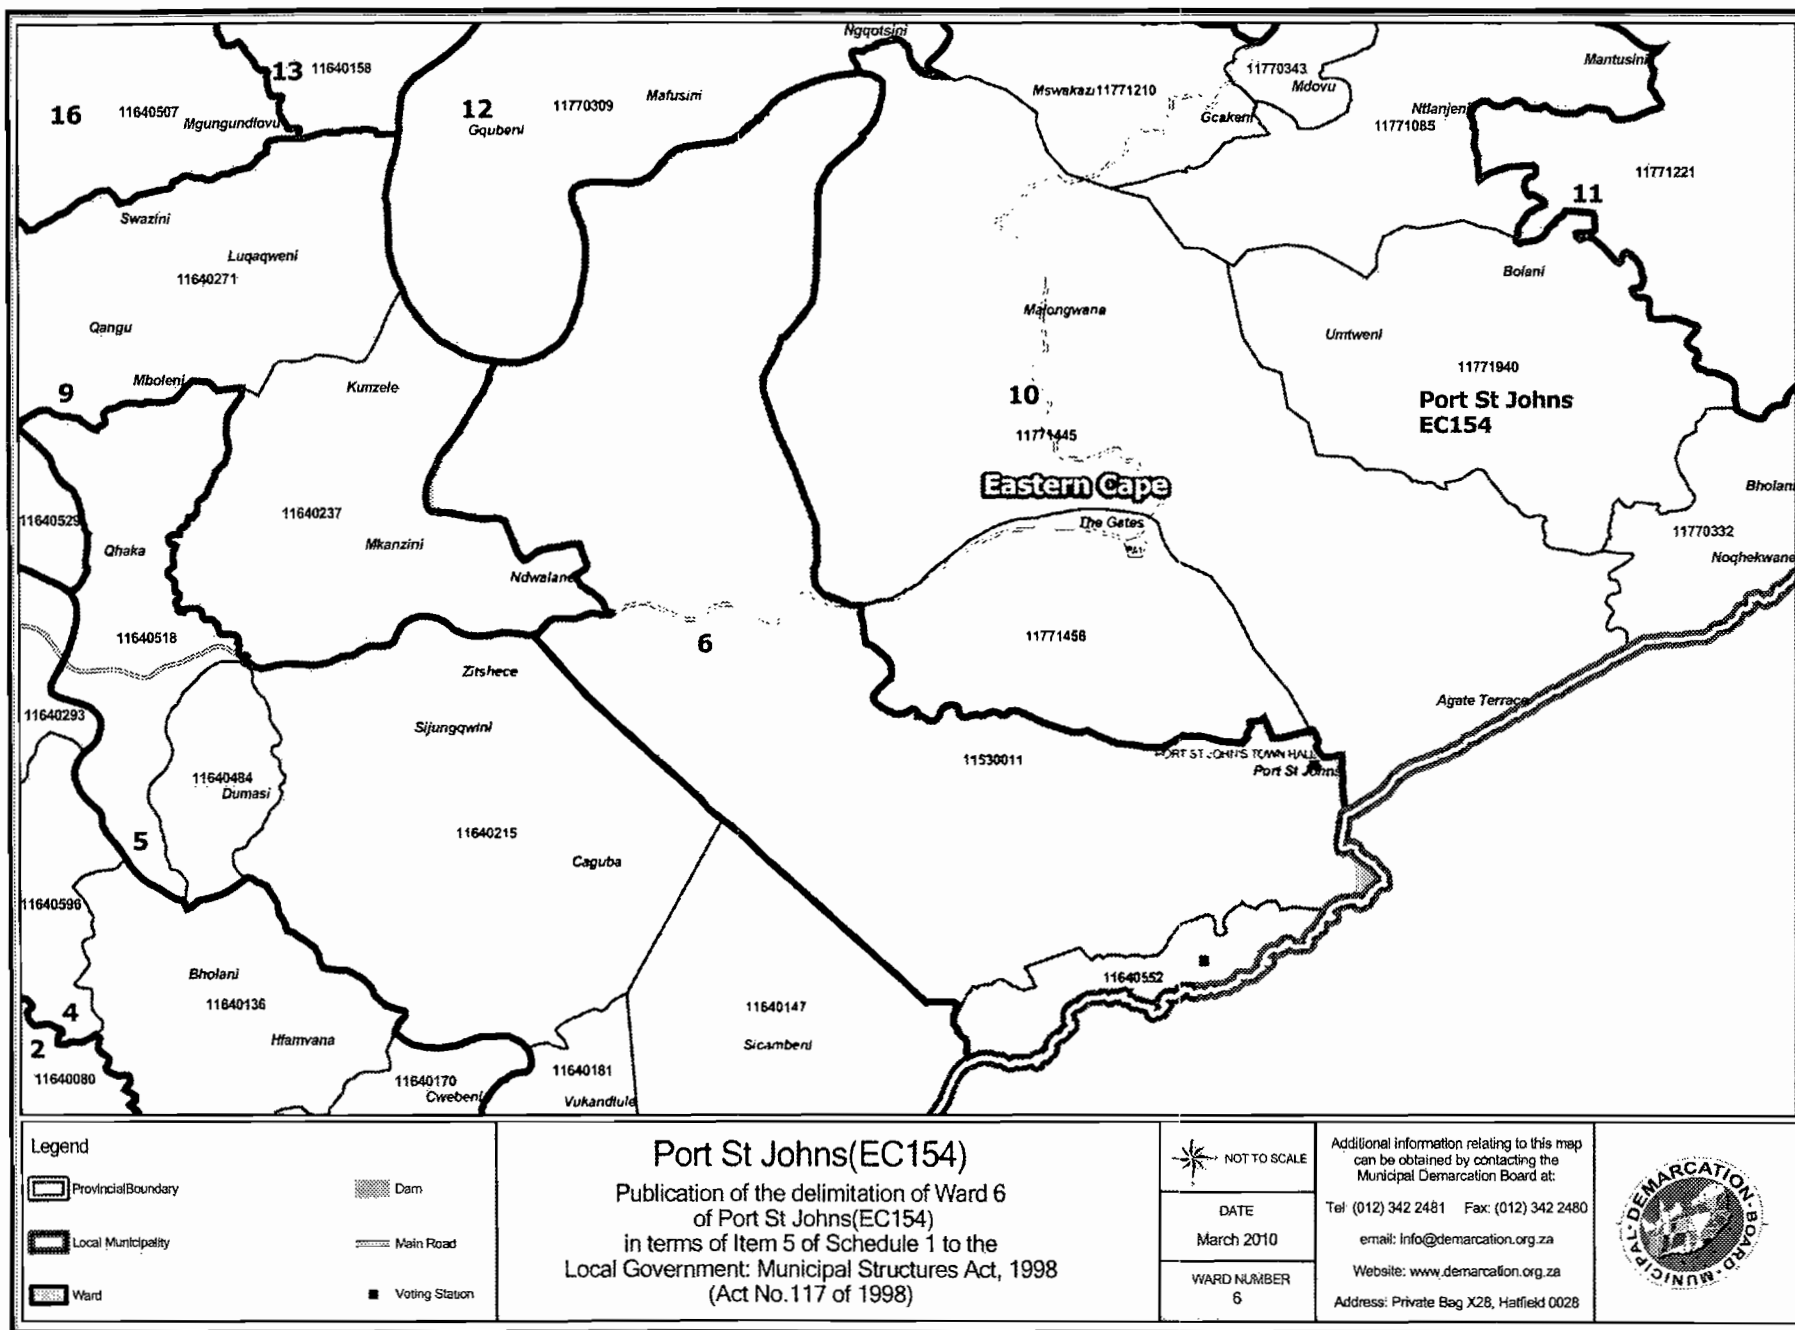 Ngqotsini
13
11640158
16
11640507
Mgungundlovu
12
Gqubeni
11770309
Mafusini
Mswakazi 11771210
Gcakeni
11770343
Mdovu
Mantusini
Ntlanjeni
11771085
11771221
11
Swazini
Luqaqweni
11640271
Qangu
Mboleni
9
Kunzele
Majongwana
10
11771445
Bolani
Umtweni
11771940
Port St Johns
EC154
Eastern Cape
The Gates
11640529
Qhaka
11640237
Mkanzini
Ndwalane
Bholani
11770332
Noqhekwane
11640518
6
11771456
Zitshece
Sijungqwini
Agate Terrace
11640293
11640484
Dumasi
11530011
PORT ST JOHN'S TOWN HALL
Port St Johns
5
11640215
Caguba
11640596
Bholani
11640136
4
2
11640080
11640147
Sicambeni
11640552
11640170
Cwebeni
11640181
Vukandlule
Legend
ProvincialBoundary
Dam
Local Municipality
Main Road
Ward
Voting Station
Port St Johns(EC154)
Publication of the delimitation of Ward 6
of Port St Johns(EC154)
in terms of Item 5 of Schedule 1 to the
Local Government: Municipal Structures Act, 1998
(Act No.117 of 1998)
NOT TO SCALE
DATE
March 2010
WARD NUMBER
6
Additional information relating to this map
can be obtained by contacting the
Municipal Demarcation Board at:
Tel: (012) 342 2481 Fax: (012) 342 2480
email: info@demarcation.org.za
Website: www.demarcation.org.za
Address: Private Bag X28, Hatfield 0028
MUNICIPAL DEMARCATION BOARD